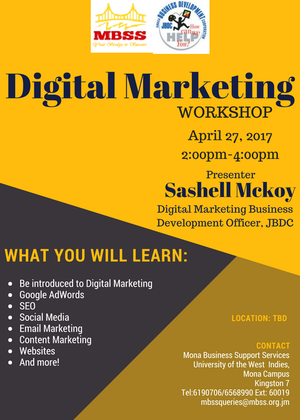 MBSS
HELP
Digital Marketing
WORKSHOP
April 27, 2017
2:00pm-4:00pm
Presenter
Sashell Mckoy
Digital Marketing Business
Development Officer, JBDC
WHAT YOU WILL LEARN:
Be introduced to Digital Marketing
Google AdWords
SEO
Social Media
Email Marketing
Content Marketing
Websites
And more!
LOCATION: TBD
CONTACT
Mona Business Support Services
University of the West Indies,
Mona Campus
Kingston 7
Tel:6190706/6568990 Ext: 60019
mbssqueries@mbss.org.jm